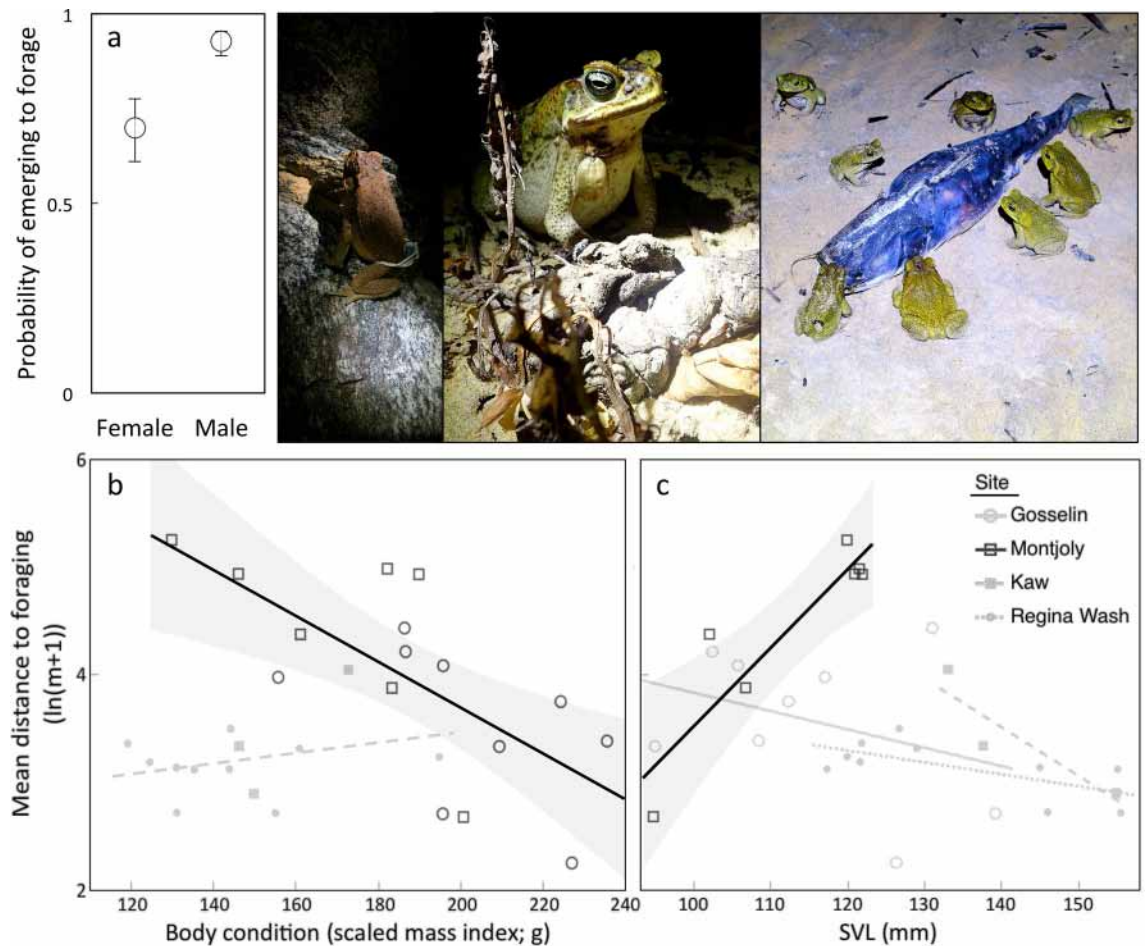 a
Probability of emerging to forage
1
0.5
0
Female Male
b
c
Mean distance to foraging
(ln(m+1))
6
4
2
120 140 160 180 200 220 240
Body condition (scaled mass index; g)
Site
Gosselin
Montjoly
Kaw
Regina Wash
100 110 120 130 140 150
SVL (mm)